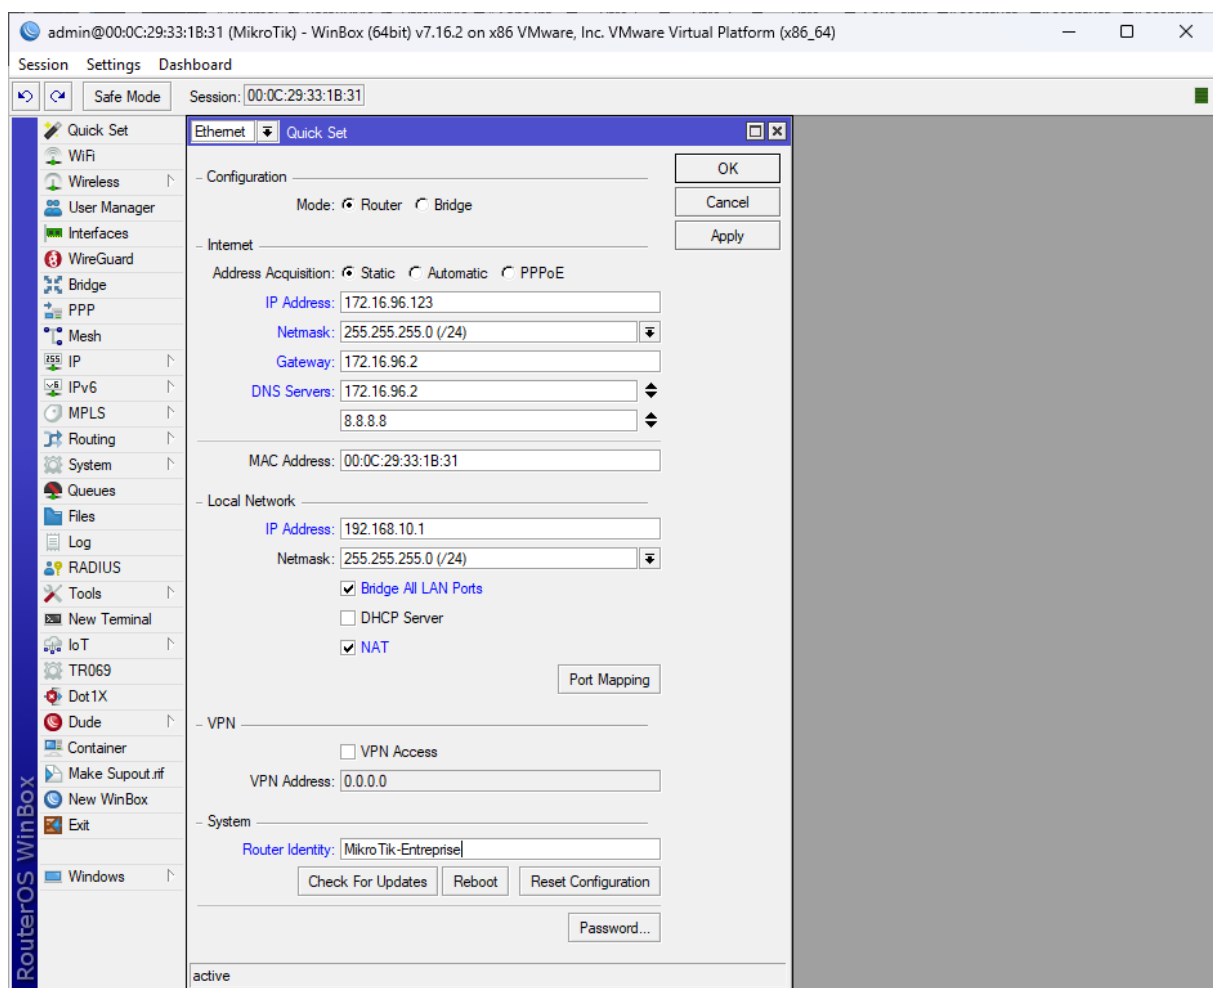 admin@00:0C:29:33:1B:31 (MikroTik) - WinBox (64bit) v7.16.2 on x86 VMware, Inc. VMware Virtual Platform (x86_64)
Session Settings Dashboard
Safe Mode Session: 00:0C:29:33:1B:31
Quick Set
WiFi
Wireless
User Manager
Interfaces
WireGuard
Bridge
PPP
Mesh
IP
IPv6
MPLS
Routing
System
Queues
Files
Log
RADIUS
Tools
New Terminal
IoT
TR069
Dot1X
Dude
Container
Make Supout.rif
New WinBox
Exit
Windows
RouterOS WinBox
Ethernet Quick Set
OK
Cancel
Apply
Configuration
Mode: Router Bridge
Internet
Address Acquisition: Static Automatic PPPoE
IP Address: 172.16.96.123
Netmask: 255.255.255.0 (/24)
Gateway: 172.16.96.2
DNS Servers: 172.16.96.2
8.8.8.8
MAC Address: 00:0C:29:33:1B:31
Local Network
IP Address: 192.168.10.1
Netmask: 255.255.255.0 (/24)
Bridge All LAN Ports
DHCP Server
NAT
Port Mapping
VPN
VPN Access
VPN Address: 0.0.0.0
System
Router Identity: MikroTik-Entreprise
Check For Updates Reboot Reset Configuration
Password...
active